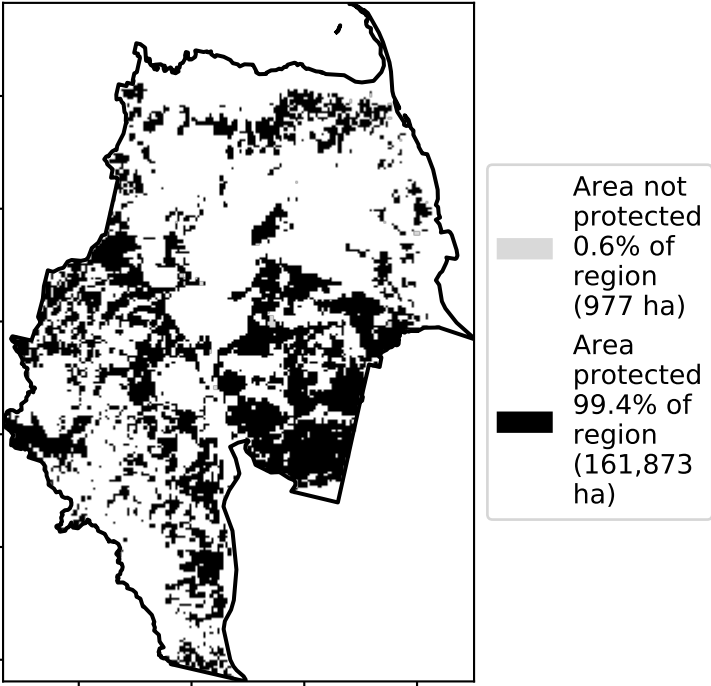 Area not
protected
0.6% of
region
(977 ha)
Area
protected
99.4% of
region
(161,873
ha)